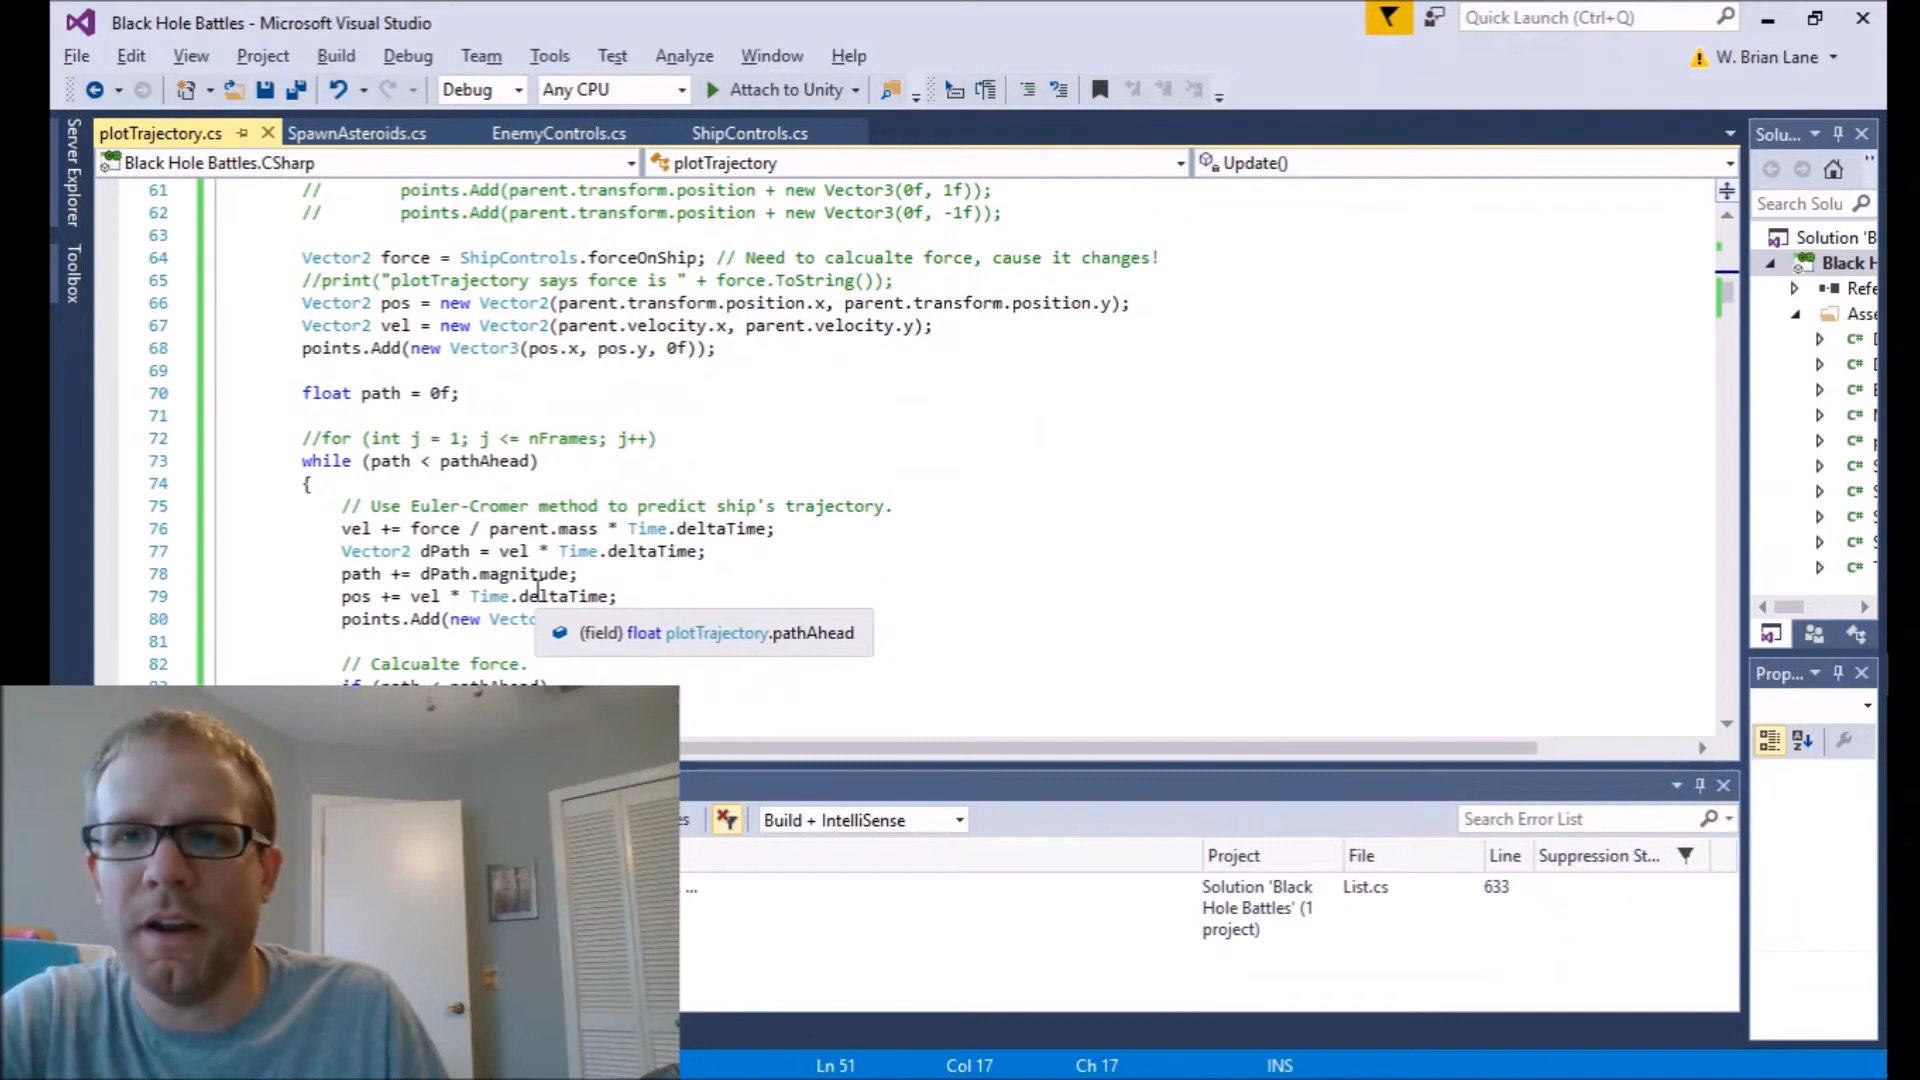 Black Hole Battles - Microsoft Visual Studio
Quick Launch (Ctrl+Q)
File Edit View Project Build Debug Team Tools Test Analyze Window Help
W. Brian Lane
Debug Any CPU Attach to Unity
Server Explorer
Toolbox
plotTrajectory.cs SpawnAsteroids.cs EnemyControls.cs ShipControls.cs
Black Hole Battles.CSharp plotTrajectory Update()
61 // points.Add(parent.transform.position + new Vector3(0f, 1f));
62 // points.Add(parent.transform.position + new Vector3(0f, -1f));
63
64 Vector2 force = ShipControls.forceOnShip; // Need to calcualte force, cause it changes!
65 //print("plotTrajectory says force is " + force.ToString());
66 Vector2 pos = new Vector2(parent.transform.position.x, parent.transform.position.y);
67 Vector2 vel = new Vector2(parent.velocity.x, parent.velocity.y);
68 points.Add(new Vector3(pos.x, pos.y, 0f));
69
70 float path = 0f;
71
72 //for (int j = 1; j <= nFrames; j++)
73 while (path < pathAhead)
74 {
75 // Use Euler-Cromer method to predict ship's trajectory.
76 vel += force / parent.mass * Time.deltaTime;
77 Vector2 dPath = vel * Time.deltaTime;
78 path += dPath.magnitude;
79 pos += vel * Time.deltaTime;
80 points.Add(new Vecto
(field) float plotTrajectory.pathAhead
81
82 // Calcualte force.
if (path < pathAhead)
Solu...
Search Solu
Solution 'B
Black H
Refe
Asse
C#
C#
C#
C#
C#
C#
C#
C#
C#
C#
Prop...
Build + IntelliSense
Search Error List
Project File Line Suppression St...
... Solution 'Black List.cs 633
Hole Battles' (1
project)
Ln 51 Col 17 Ch 17 INS